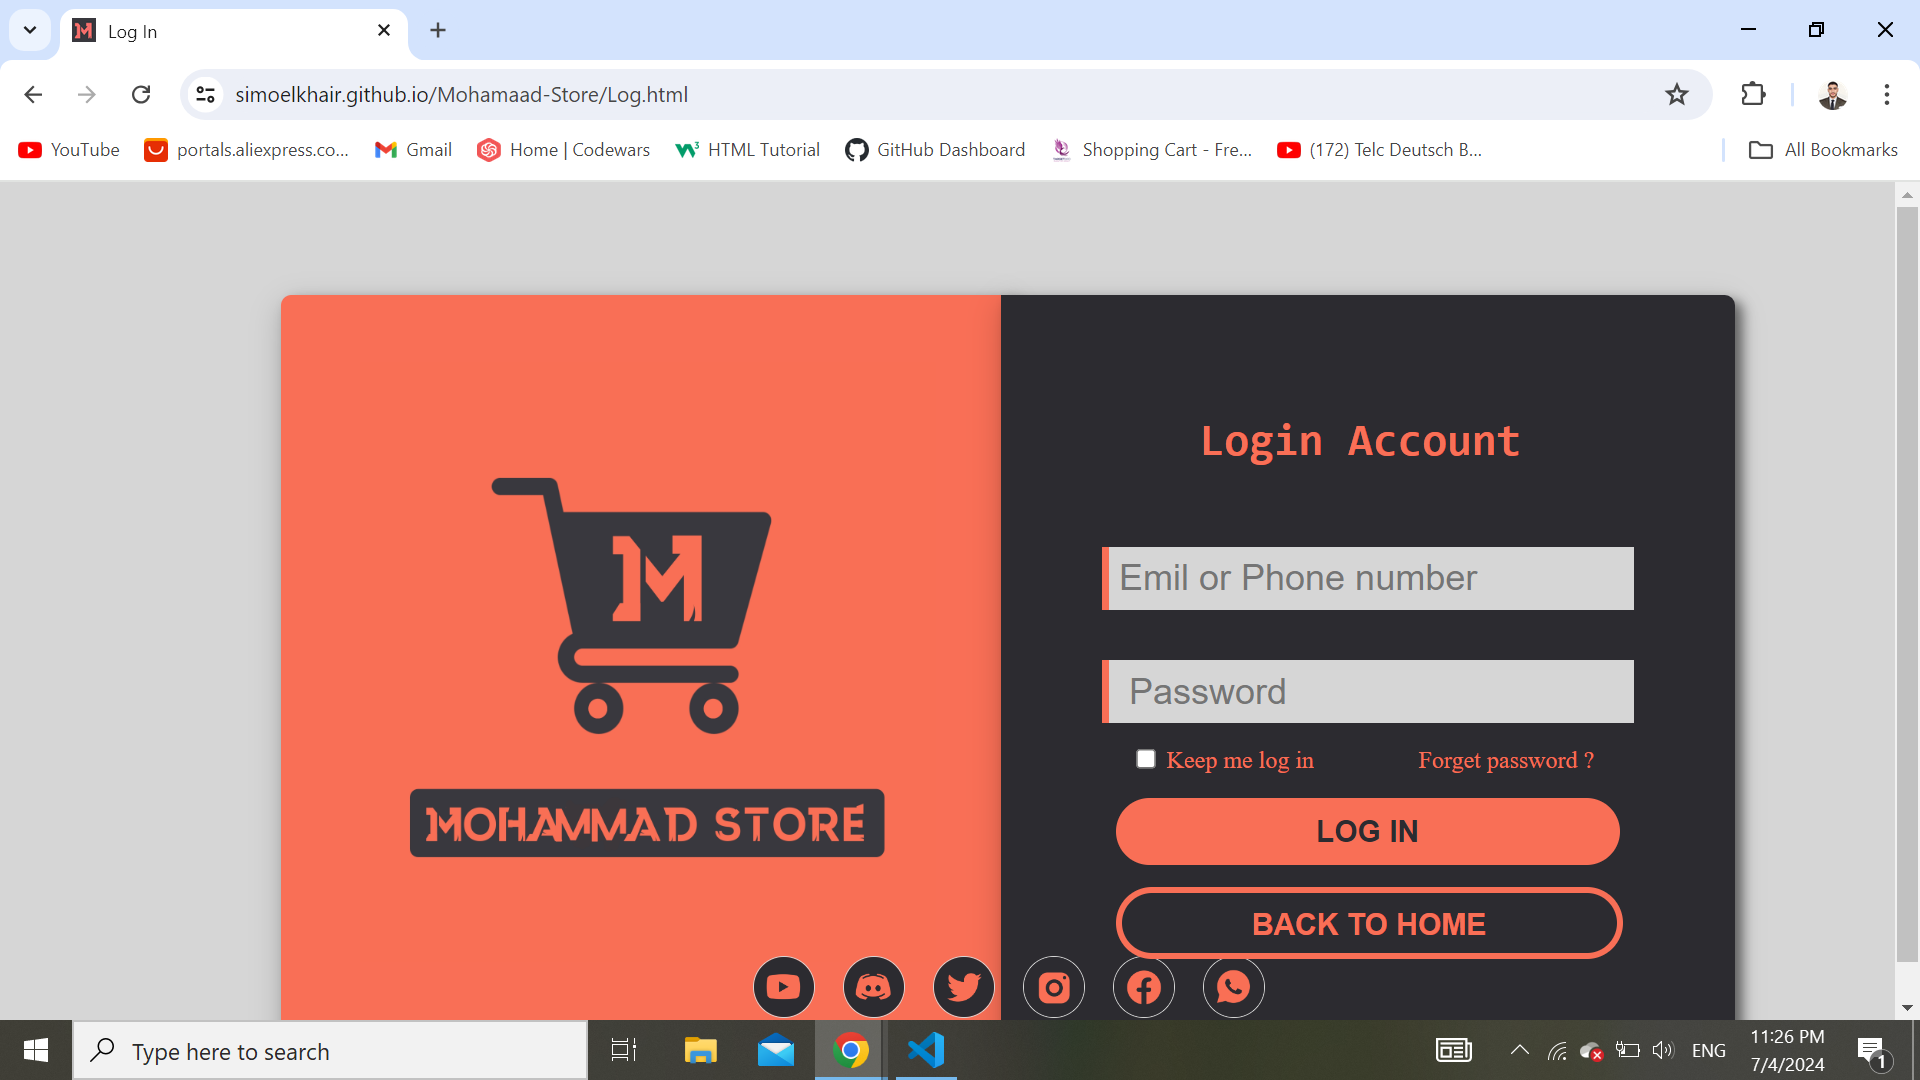 Log In
simoelkhair.github.io/Mohamaad-Store/Log.html
YouTube
portals.aliexpress.co...
Gmail
Home | Codewars
HTML Tutorial
GitHub Dashboard
Shopping Cart - Fre...
(172) Telc Deutsch B...
All Bookmarks
M
MOHAMMAD STORE
Login Account
Emil or Phone number
Password
Keep me log in
Forget password ?
LOG IN
BACK TO HOME
Type here to search
ENG
11:26 PM
7/4/2024
1